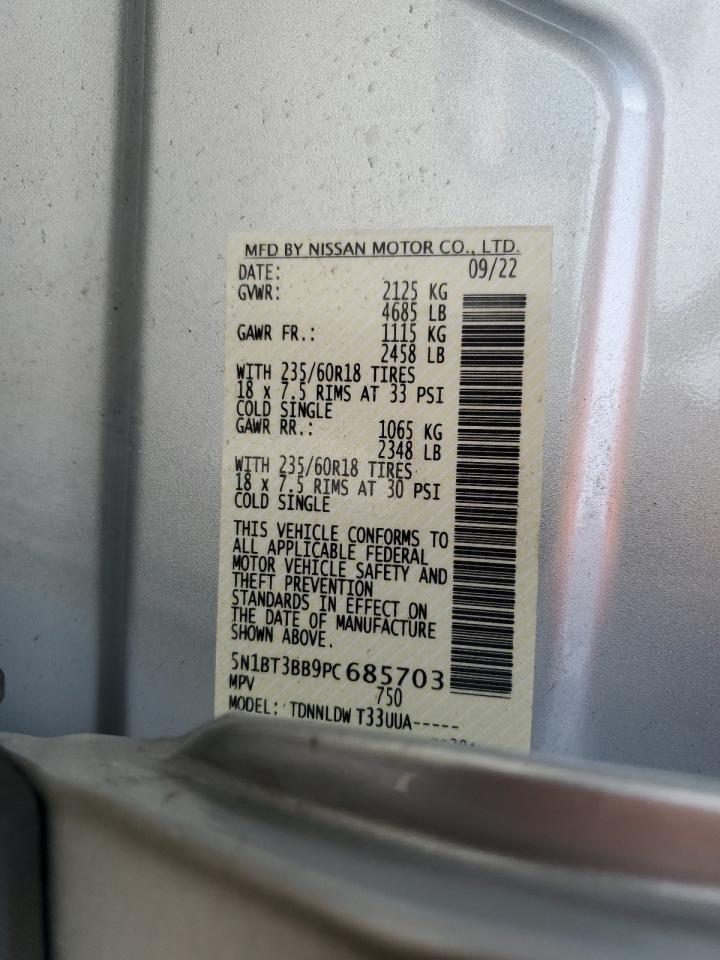 MFD BY NISSAN MOTOR CO., LTD.
DATE: 09/22
GVWR: 2125 KG
4685 LB
GAWR FR.: 1115 KG
2458 LB
WITH 235/60R18 TIRES
18 x 7.5 RIMS AT 33 PSI
COLD SINGLE
GAWR RR.: 1065 KG
2348 LB
WITH 235/60R18 TIRES
18 x 7.5 RIMS AT 30 PSI
COLD SINGLE
THIS VEHICLE CONFORMS TO
ALL APPLICABLE FEDERAL
MOTOR VEHICLE SAFETY AND
THEFT PREVENTION
STANDARDS IN EFFECT ON
THE DATE OF MANUFACTURE
SHOWN ABOVE.
5N1BT3BB9PC685703
MPV 750
MODEL: TDNNLDW T33UUA-----